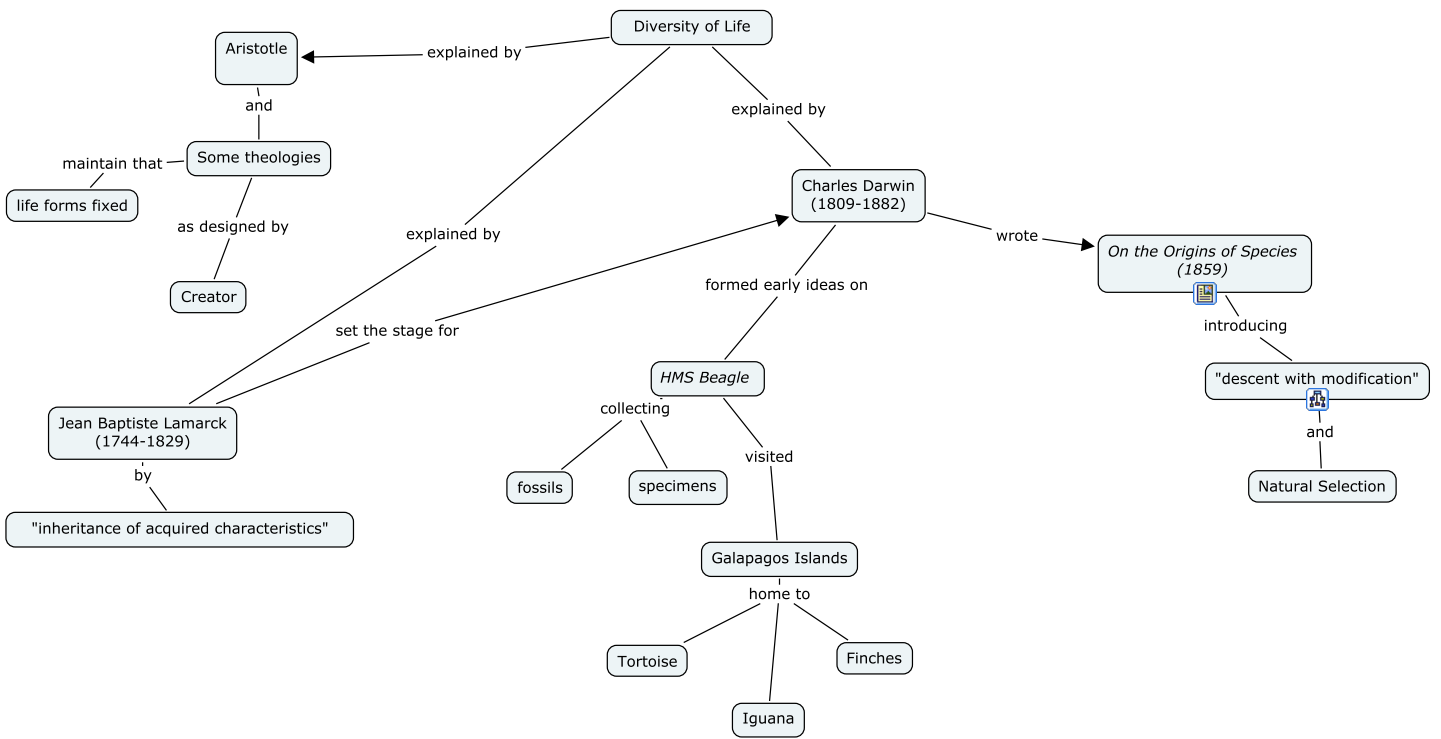 Diversity of Life
Aristotle
explained by
and
explained by
Some theologies
maintain that
life forms fixed
as designed by
Creator
Charles Darwin
(1809-1882)
explained by
wrote
On the Origins of Species
(1859)
formed early ideas on
set the stage for
introducing
HMS Beagle
"descent with modification"
collecting
Jean Baptiste Lamarck
(1744-1829)
and
visited
by
fossils
specimens
Natural Selection
"inheritance of acquired characteristics"
Galapagos Islands
home to
Tortoise
Finches
Iguana